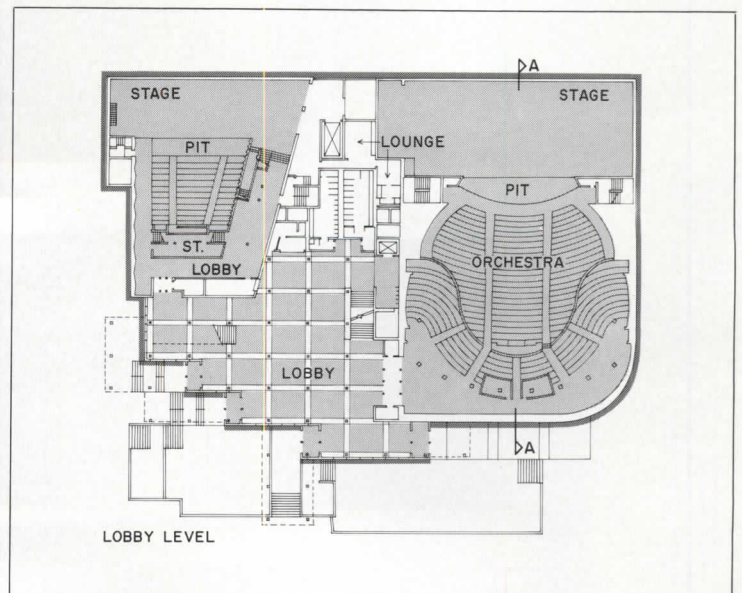 A
STAGE
STAGE
PIT
LOUNGE
PIT
ST.
ORCHESTRA
LOBBY
LOBBY
A
LOBBY LEVEL